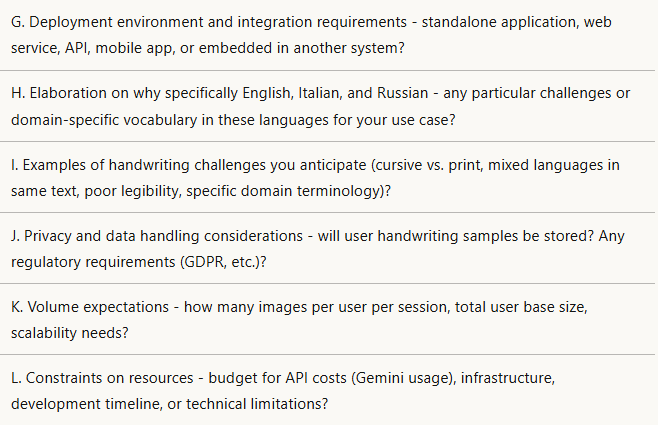 G. Deployment environment and integration requirements - standalone application, web
service, API, mobile app, or embedded in another system?
H. Elaboration on why specifically English, Italian, and Russian - any particular challenges or
domain-specific vocabulary in these languages for your use case?
I. Examples of handwriting challenges you anticipate (cursive vs. print, mixed languages in
same text, poor legibility, specific domain terminology)?
J. Privacy and data handling considerations - will user handwriting samples be stored? Any
regulatory requirements (GDPR, etc.)?
K. Volume expectations - how many images per user per session, total user base size,
scalability needs?
L. Constraints on resources - budget for API costs (Gemini usage), infrastructure,
development timeline, or technical limitations?